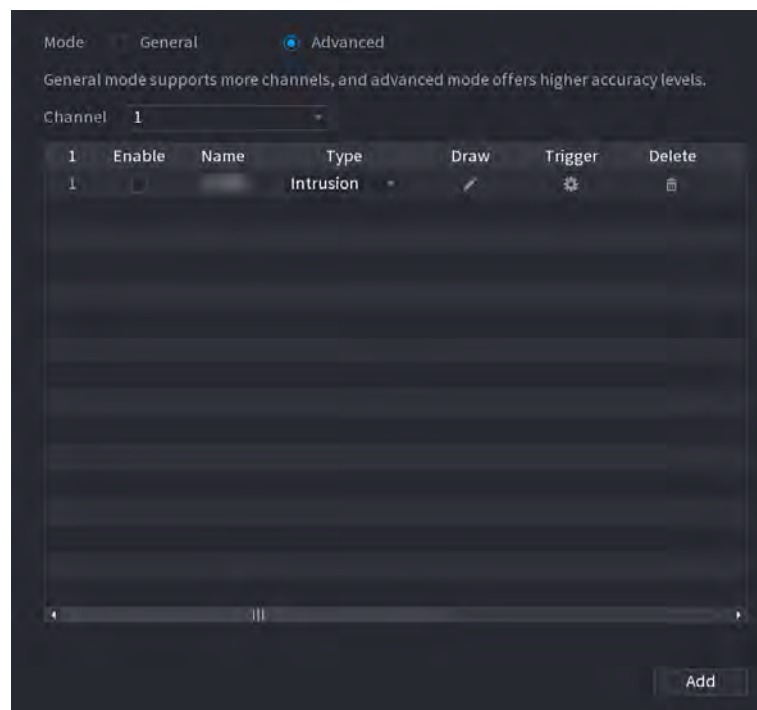 Mode General Advanced
General mode supports more channels, and advanced mode offers higher accuracy levels.
Channel 1
1 Enable Name Type Draw Trigger Delete
1 Intrusion
Add